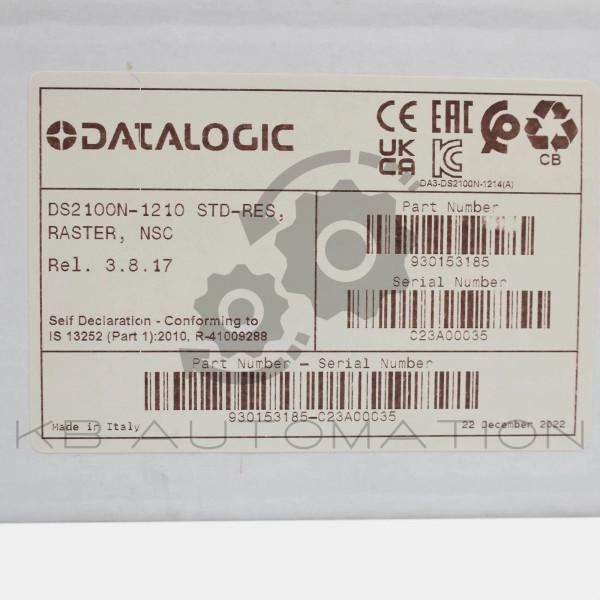 DATALOGIC
CE EAC
UK CA
DA3-DS2100N-1214(A)
CB
DS2100N-1210 STD-RES,
RASTER, NSC
Rel. 3.8.17
Self Declaration - Conforming to
IS 13252 (Part 1):2010, R-41009288
Part Number
930153185
Serial Number
C23A00035
Part Number - Serial Number
930153185-C23A00035
Made in Italy
22 December 2022
KB AUTOMATION